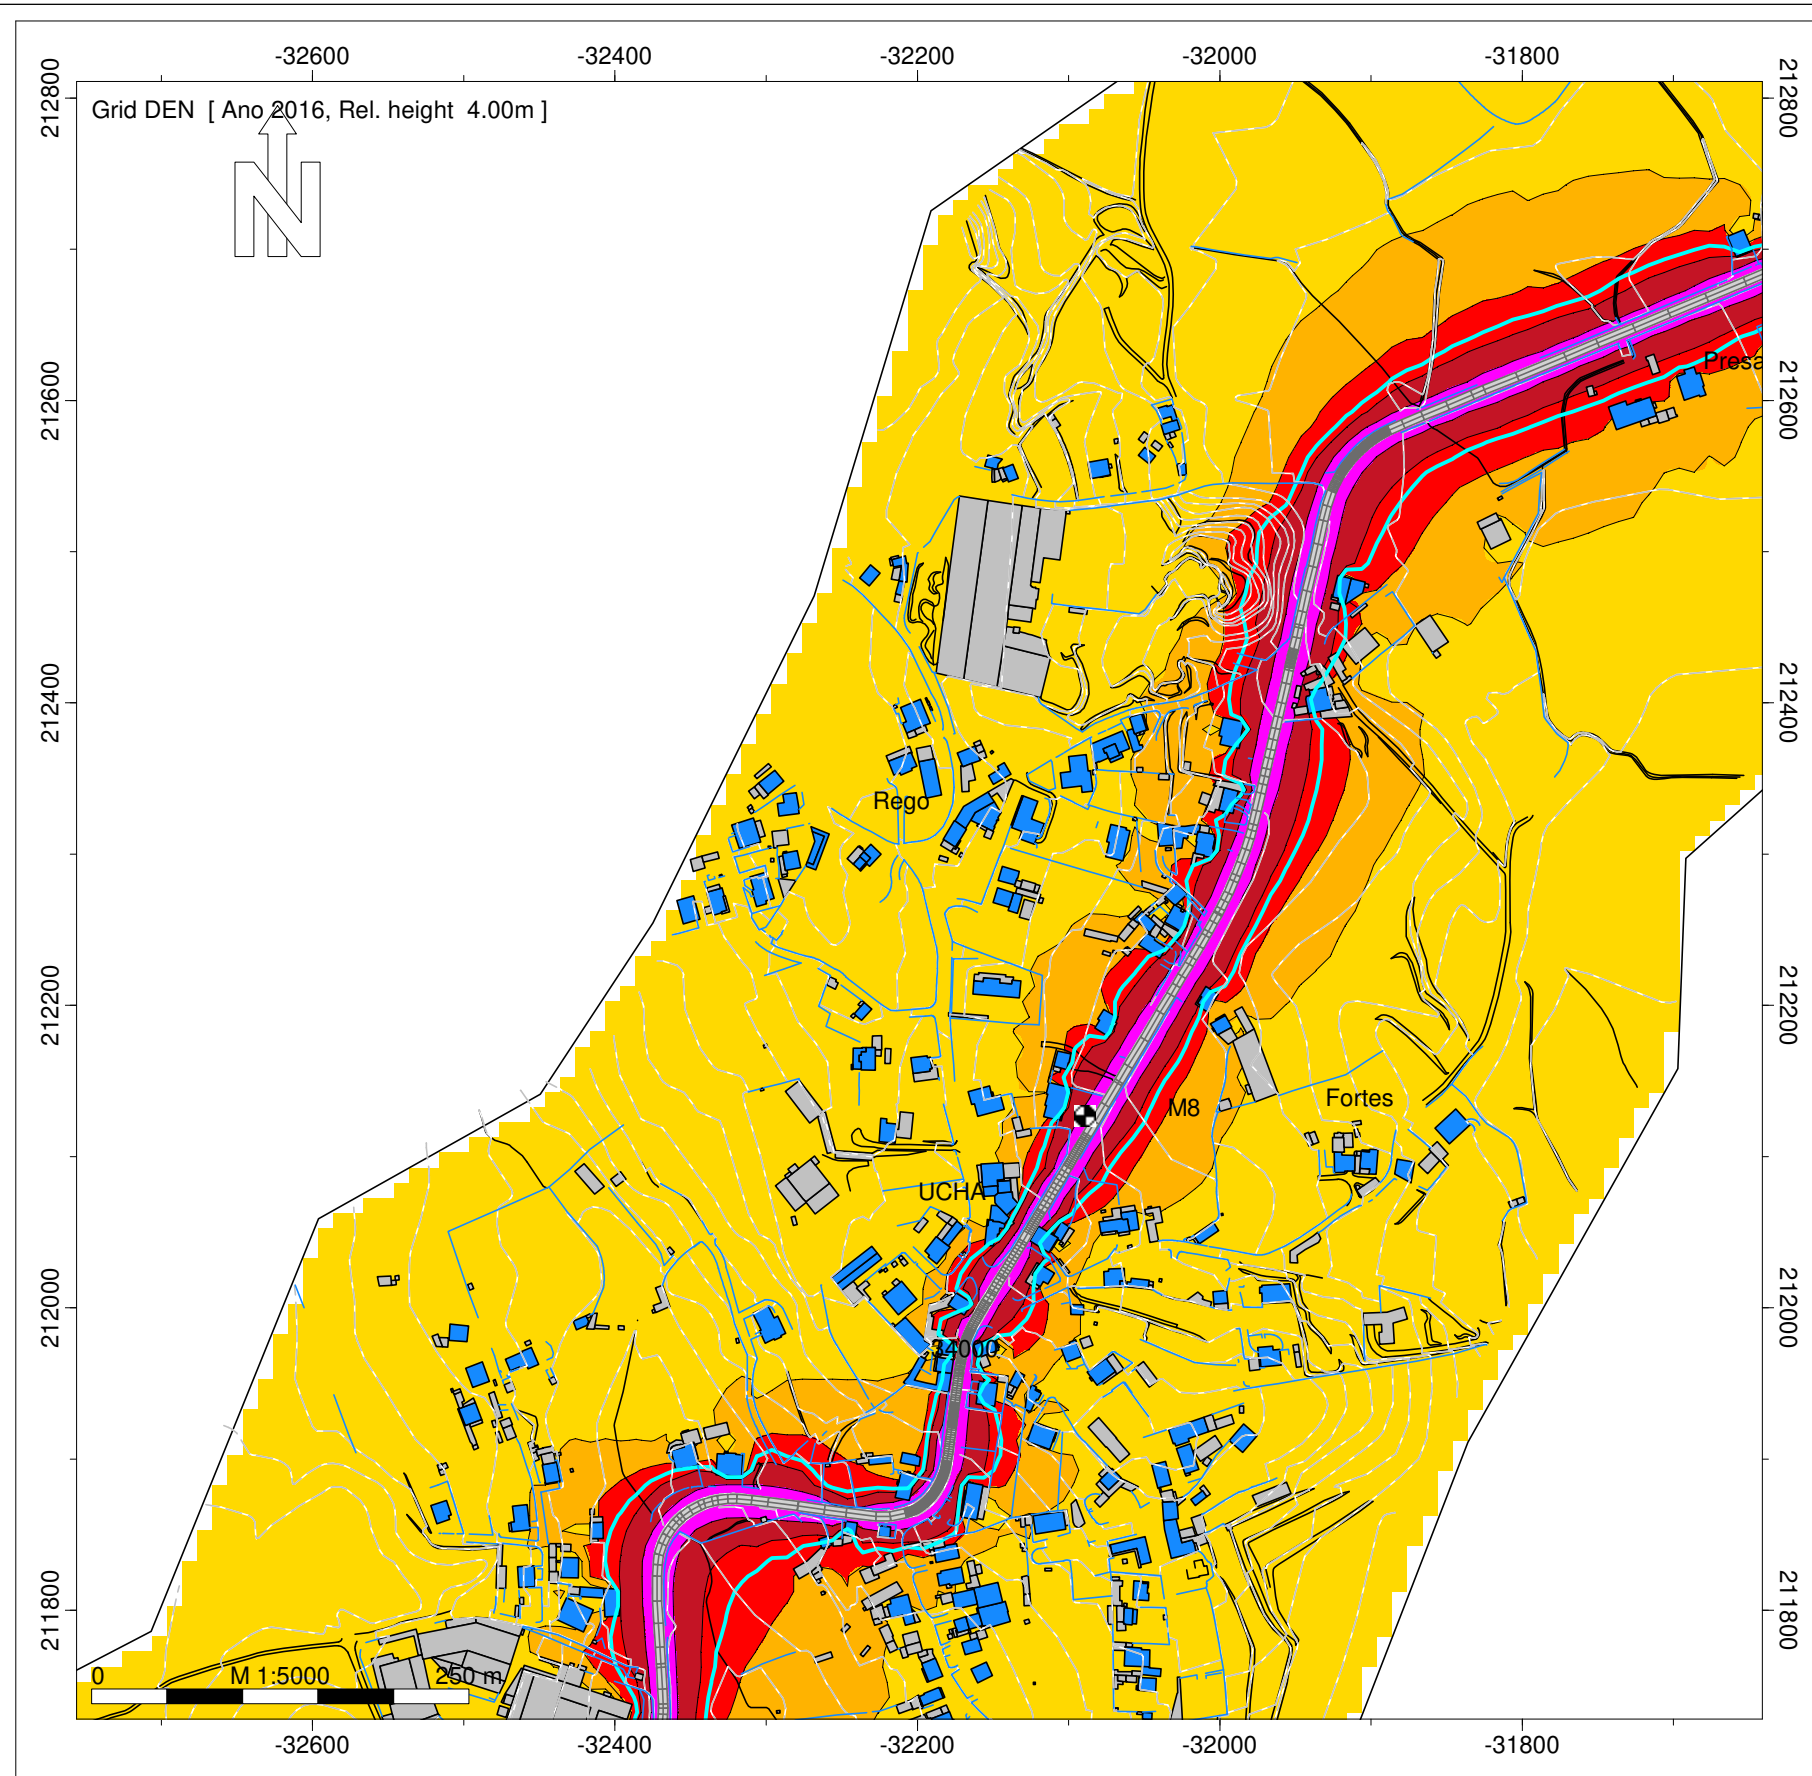 -32600 -32400 -32200 -32000 -31800
212800 212800
Grid DEN [ Ano 2016, Rel. height 4.00m ]
N
Presa
212600 212600
212400 212400
Rego
212200 212200
Fortes
M8
UCHA
212000 212000
34000
211800 211800
0 M 1:5000 250 m
-32600 -32400 -32200 -32000 -31800